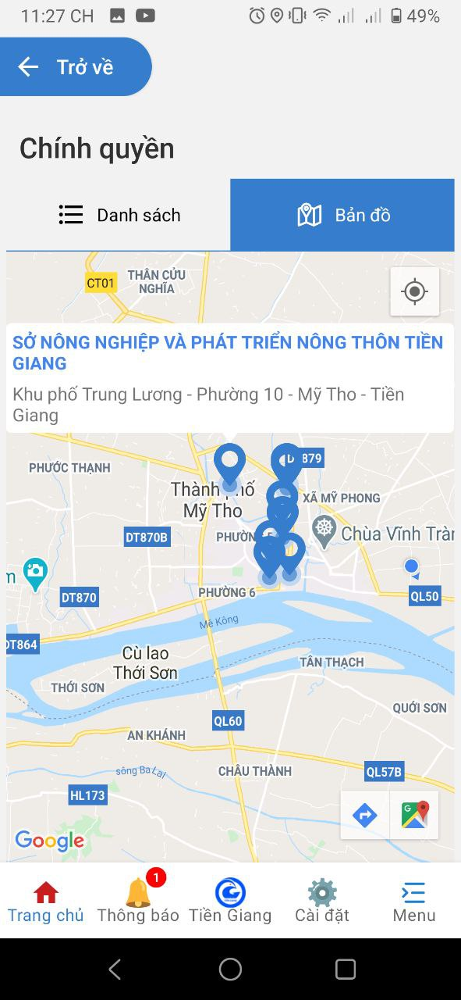 11:27 CH
49%
Trở về
Chính quyền
Danh sách
Bản đồ
CT01
THÂN CỬU
NGHĨA
SỞ NÔNG NGHIỆP VÀ PHÁT TRIỂN NÔNG THÔN TIỀN
GIANG
Khu phố Trung Lương - Phường 10 - Mỹ Tho - Tiền
Giang
879
PHƯỚC THẠNH
Thành phố
Mỹ Tho
XÃ MỸ PHONG
DT870B
PHƯỜN
Chùa Vĩnh Tràn
DT870
PHƯỜNG 6
QL50
Mê Kông
DT864
Cù lao
Thới Sơn
TÂN THẠCH
THỚI SƠN
QUỚI SƠN
QL60
AN KHÁNH
sông Ba Lai
CHÂU THÀNH
QL57B
HL173
Google
1
Trang chủ
Thông báo
Tiền Giang
Cài đặt
Menu